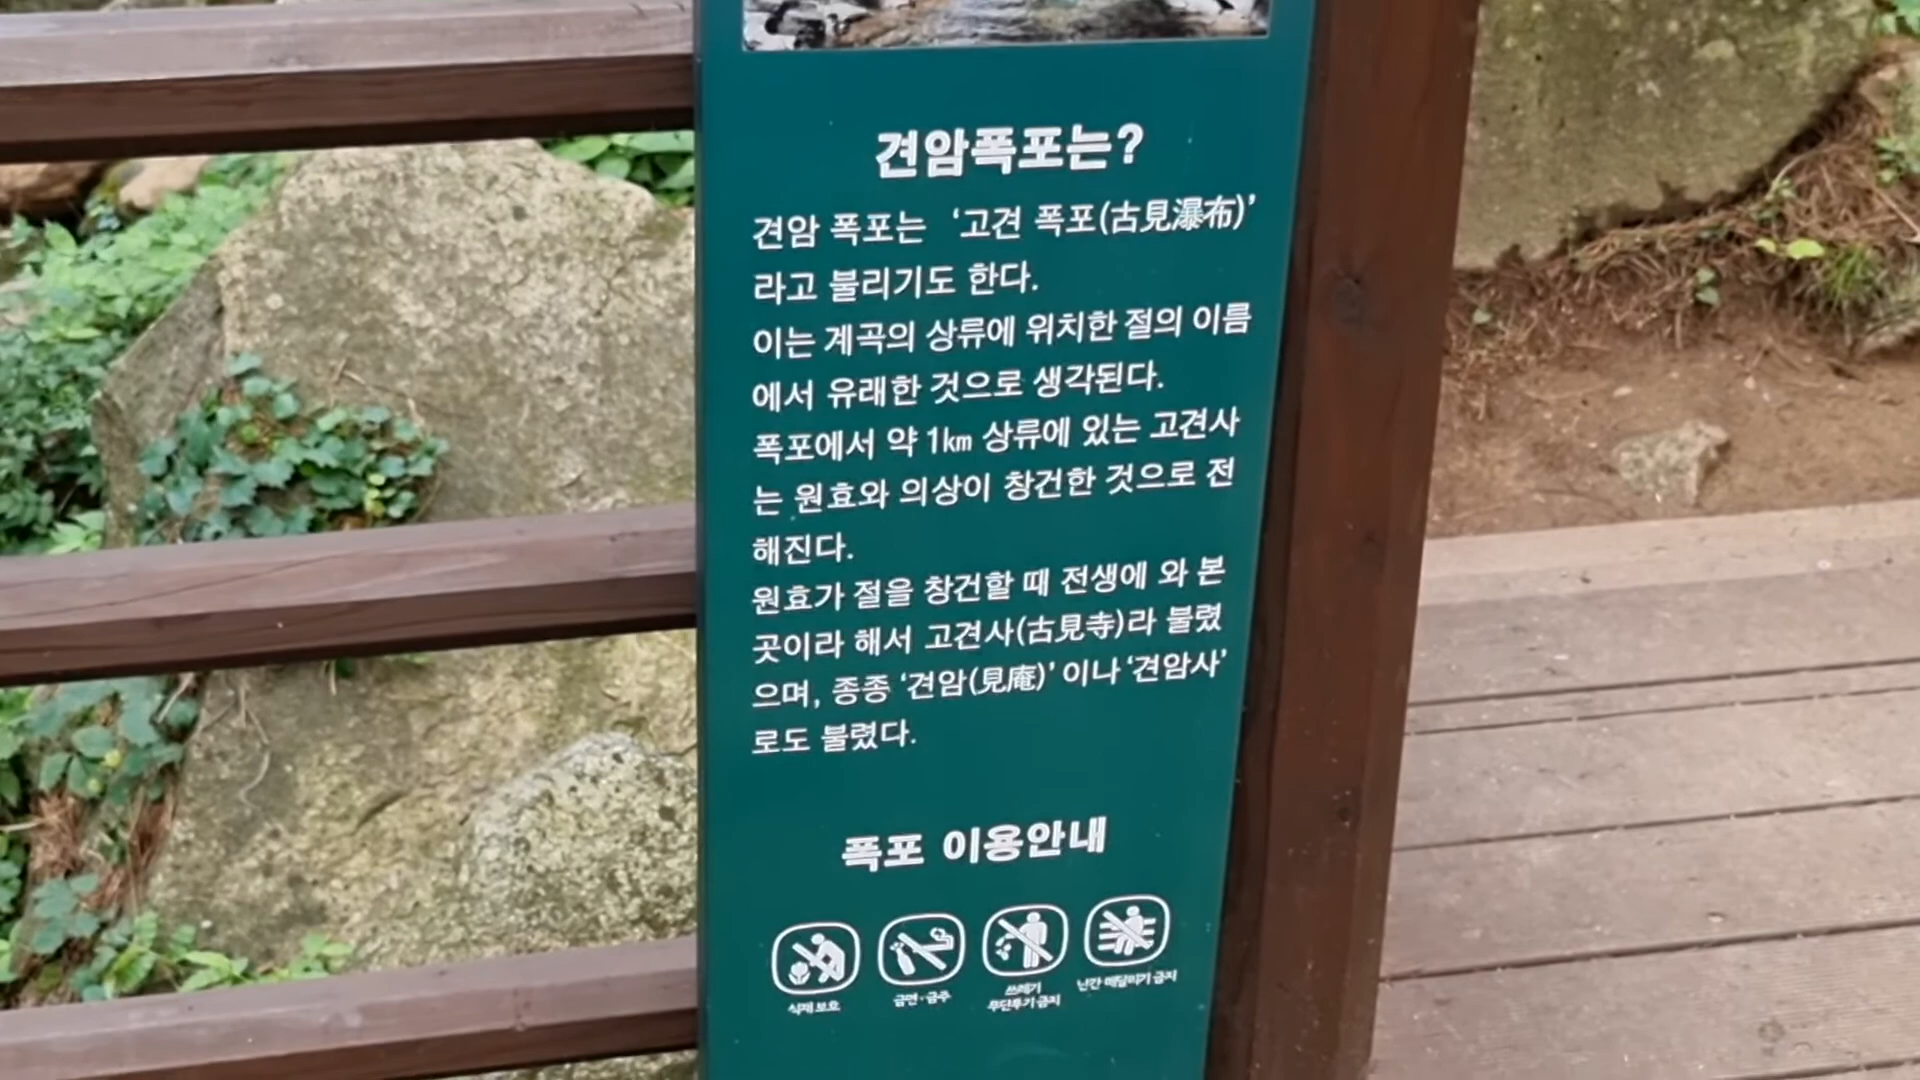 견암폭포는?
견암 폭포는 ‘고견 폭포(古見瀑布)’
라고 불리기도 한다.
이는 계곡의 상류에 위치한 절의 이름
에서 유래한 것으로 생각된다.
폭포에서 약 1㎞ 상류에 있는 고견사
는 원효와 의상이 창건한 것으로 전
해진다.
원효가 절을 창건할 때 전생에 와 본
곳이라 해서 고견사(古見寺)라 불렸
으며, 종종 ‘견암(見庵)’ 이나 ‘견암사’
로도 불렸다.
폭포 이용안내
식재 보호
금연·금주
쓰레기
무단투기 금지
난간 매달리기 금지